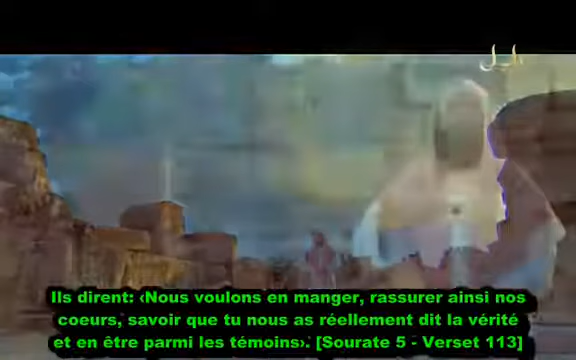 Ils dirent: ‹Nous voulons en manger, rassurer ainsi nos
coeurs, savoir que tu nous as réellement dit la vérité
et en être parmi les témoins›. [Sourate 5 - Verset 113]